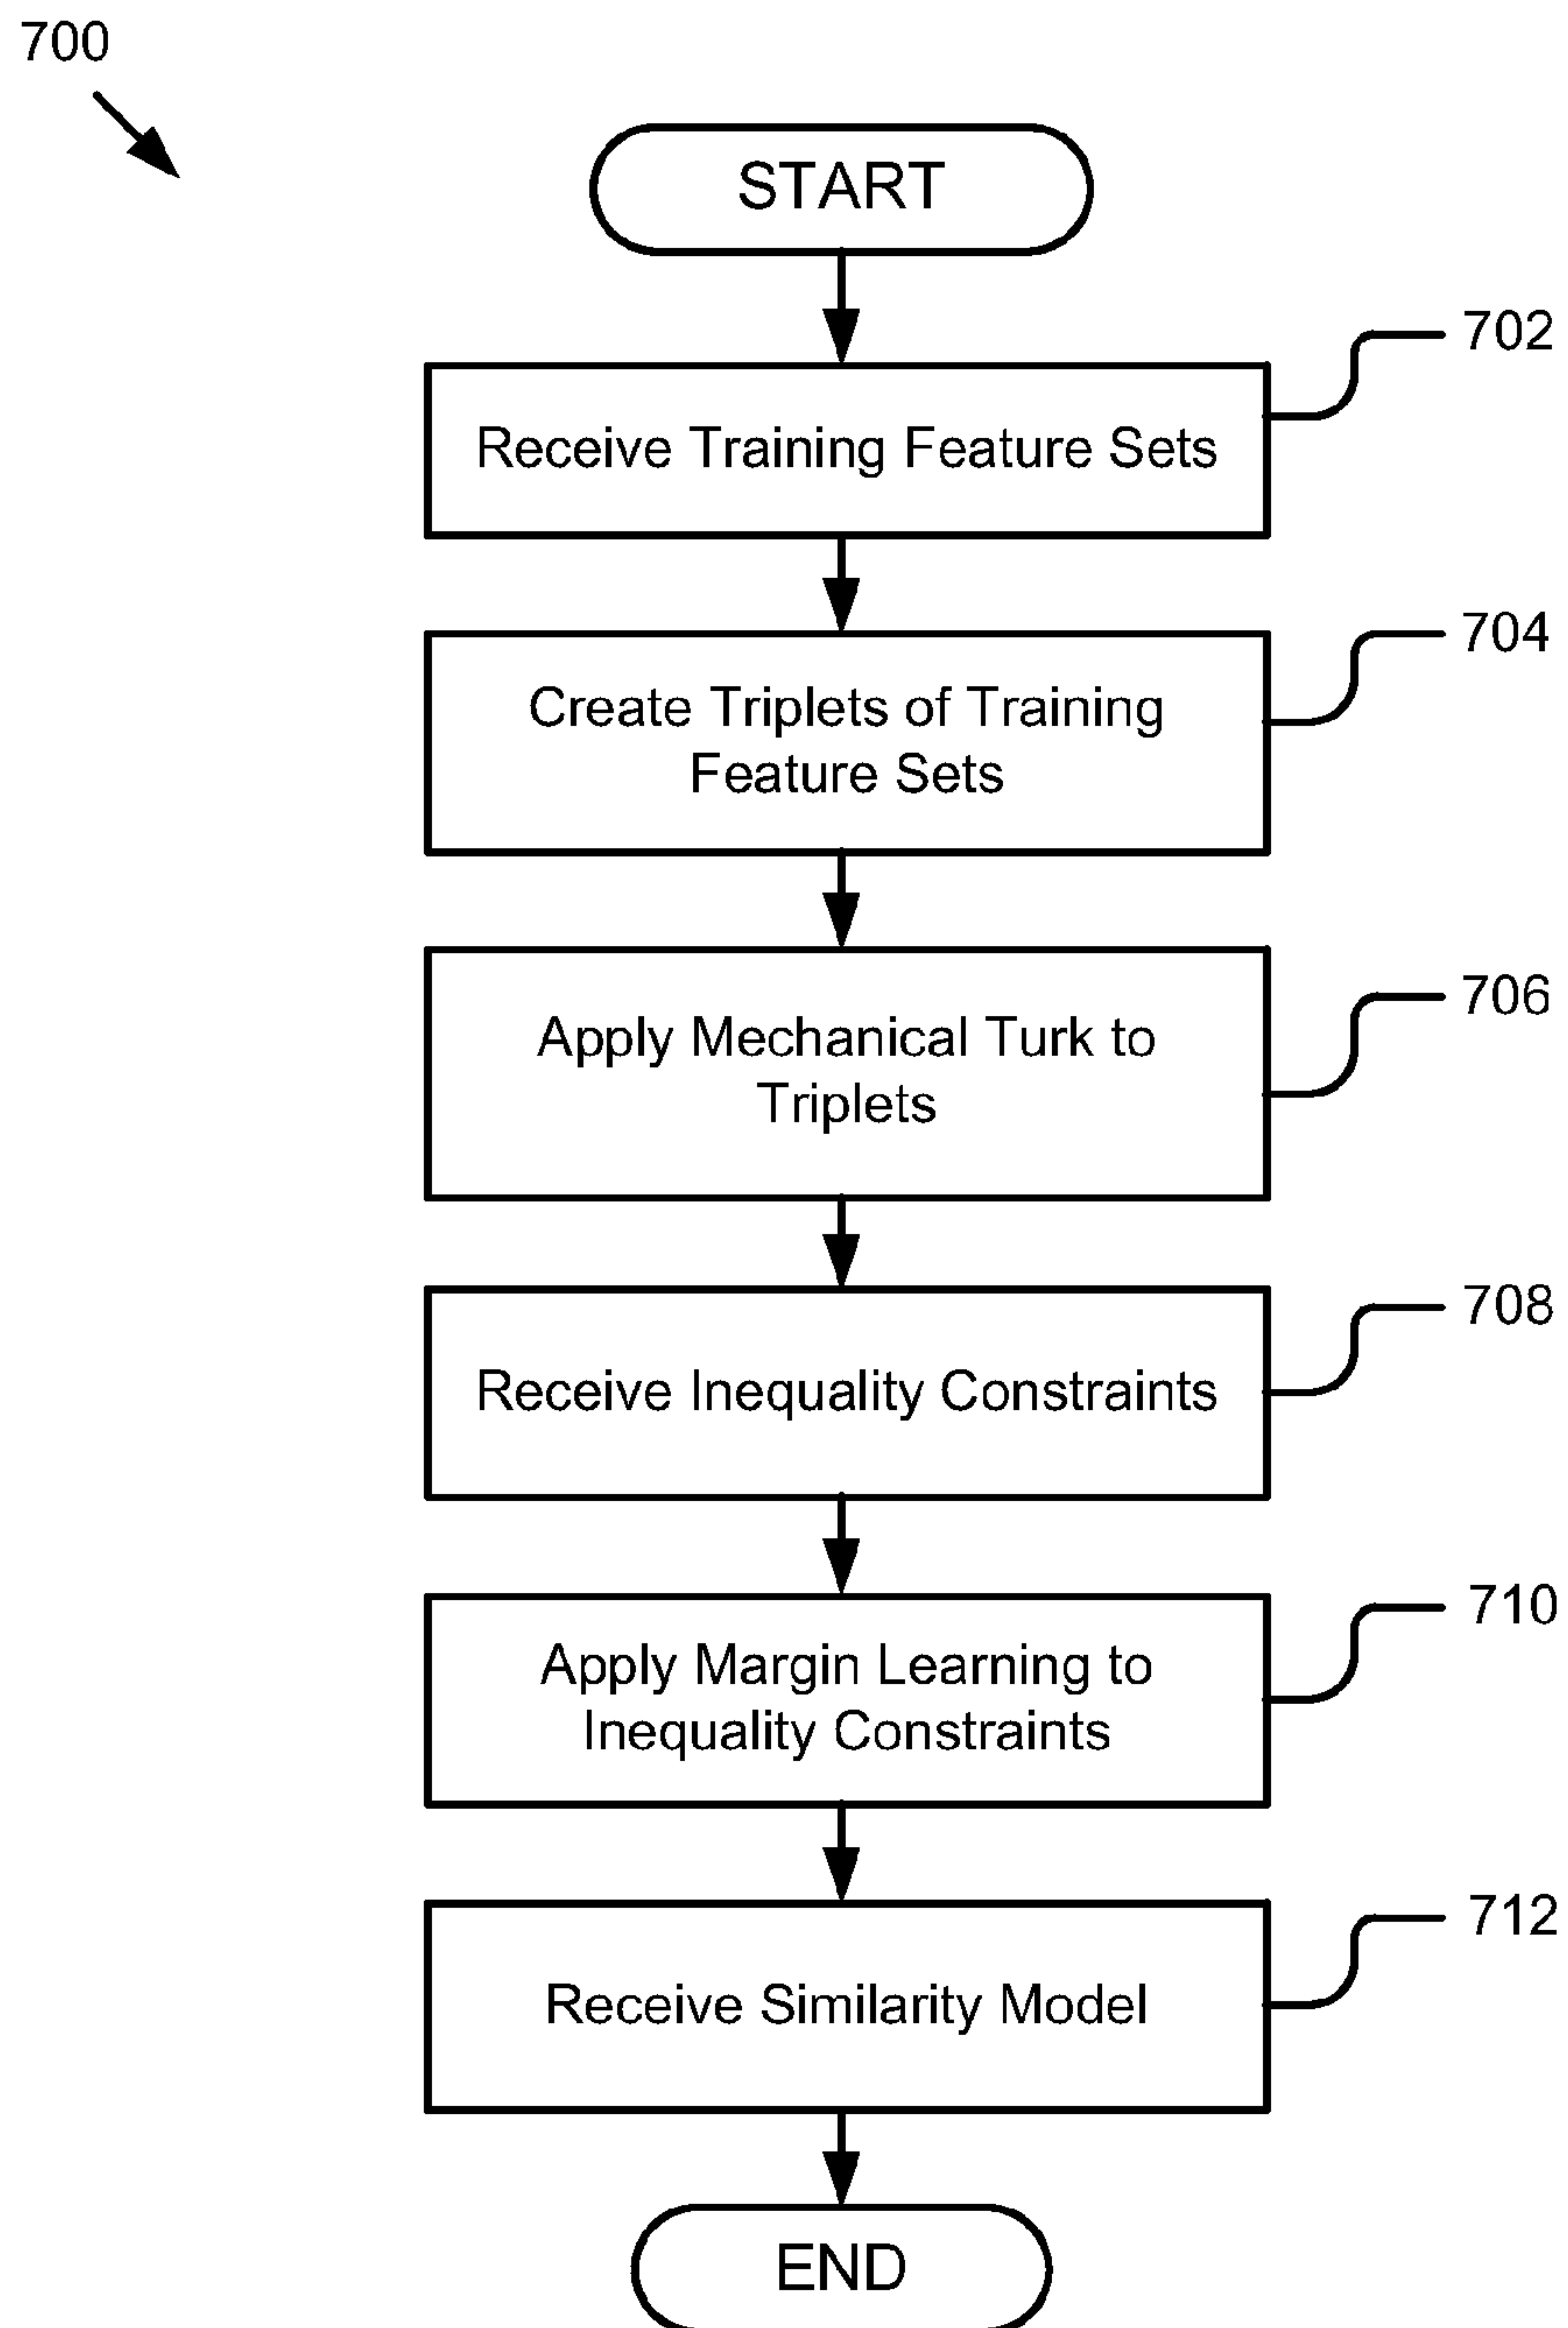 700
START
702
Receive Training Feature Sets
704
Create Triplets of Training
Feature Sets
706
Apply Mechanical Turk to
Triplets
708
Receive Inequality Constraints
710
Apply Margin Learning to
Inequality Constraints
712
Receive Similarity Model
END